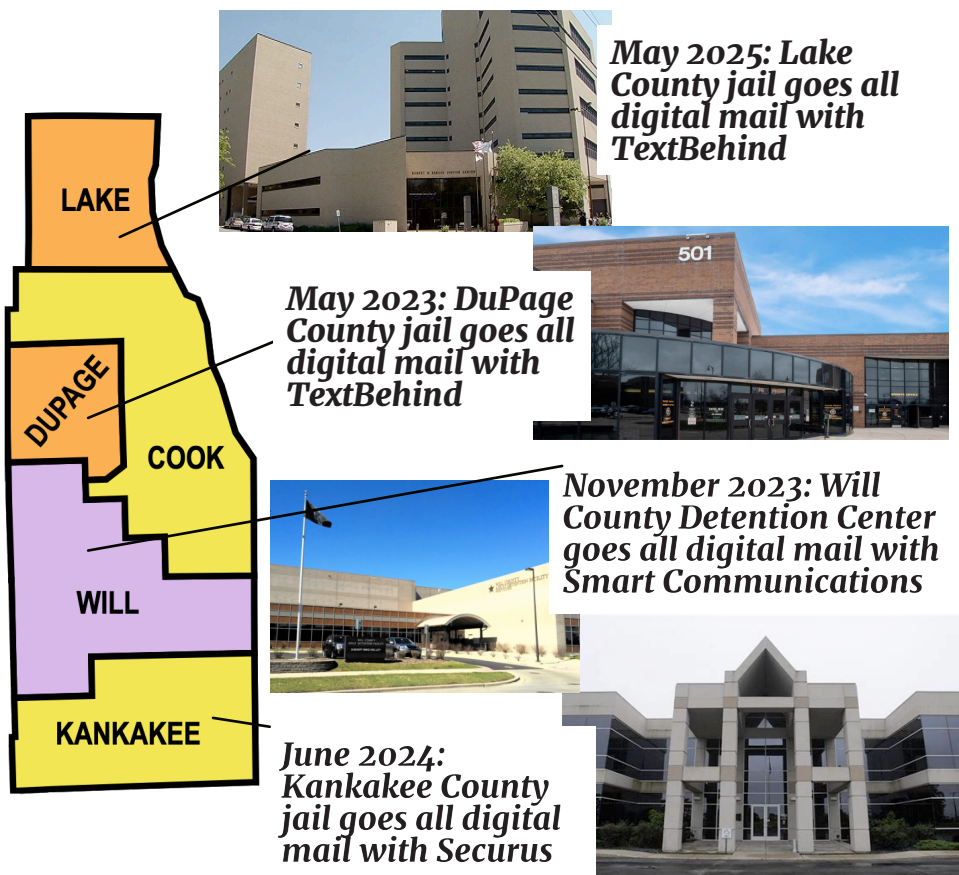 May 2025: Lake
County jail goes all
digital mail with
TextBehind
LAKE
501
May 2023: DuPage
County jail goes all
digital mail with
TextBehind
DUPAGE
COOK
November 2023: Will
County Detention Center
goes all digital mail with
Smart Communications
WILL
KANKAKEE
June 2024:
Kankakee County
jail goes all digital
mail with Securus